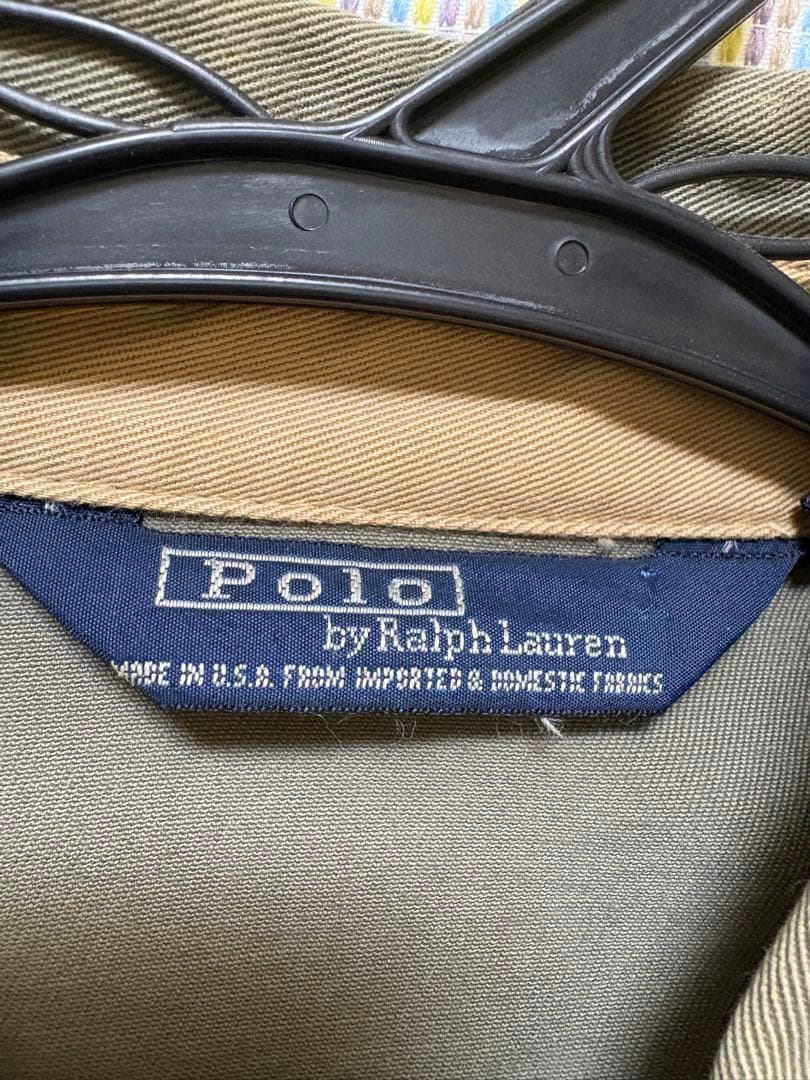 Polo
by Ralph Lauren
MADE IN U.S.A. FROM IMPORTED & DOMESTIC FABRICS